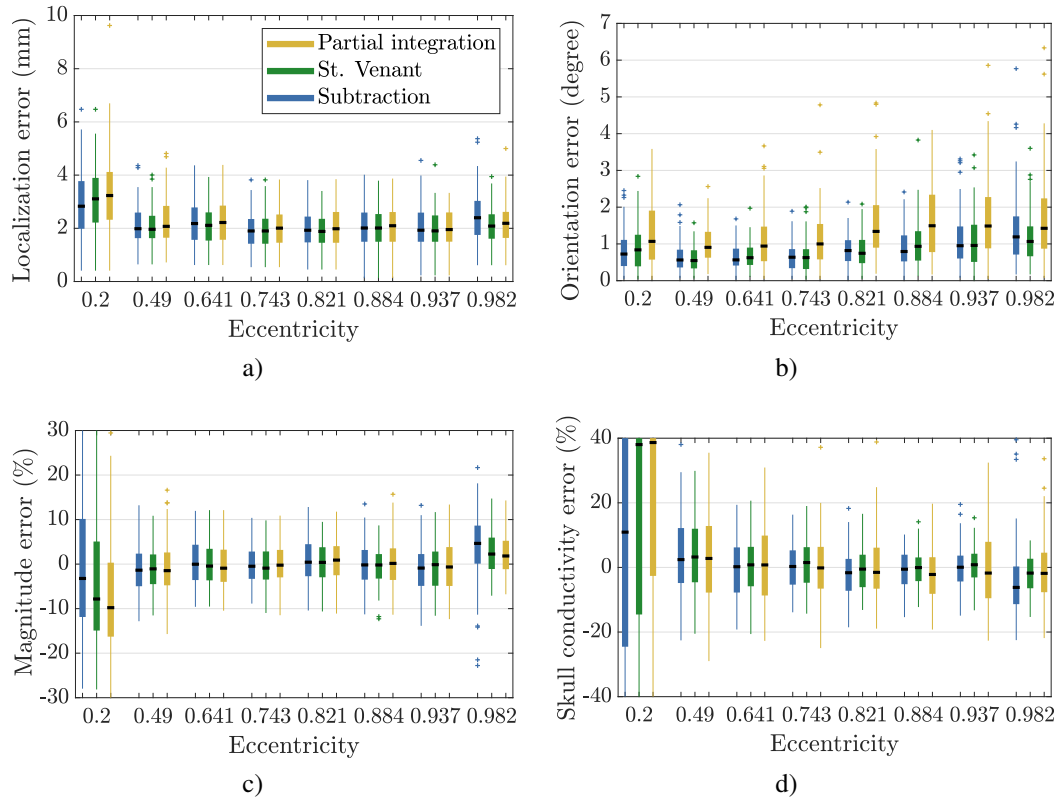 10
8
6
4
2
0
Localization error (mm)
Partial integration
St. Venant
Subtraction
0.2 0.49 0.641 0.743 0.821 0.884 0.937 0.982
Eccentricity
a)
7
6
5
4
3
2
1
0
Orientation error (degree)
0.2 0.49 0.641 0.743 0.821 0.884 0.937 0.982
Eccentricity
b)
30
20
10
0
-10
-20
-30
Magnitude error (%)
0.2 0.49 0.641 0.743 0.821 0.884 0.937 0.982
Eccentricity
c)
40
20
0
-20
-40
Skull conductivity error (%)
0.2 0.49 0.641 0.743 0.821 0.884 0.937 0.982
Eccentricity
d)